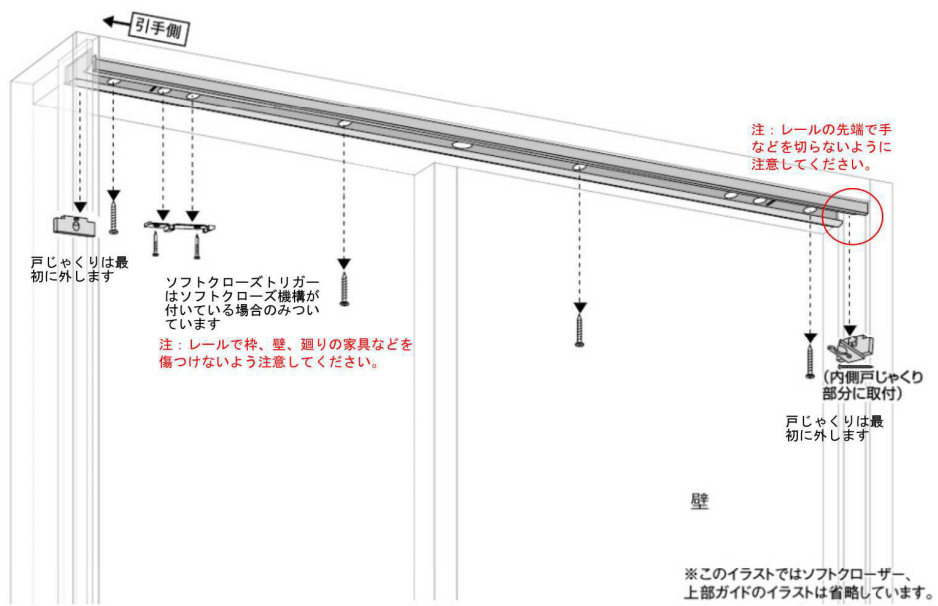 引手側
注：レールの先端で手
などを切らないように
注意してください。
戸じゃくりは最
初に外します
ソフトクローズトリガー
はソフトクローズ機構が
付いている場合のみつい
ています
注：レールで枠、壁、廻りの家具などを
傷つけないよう注意してください。
（内側戸じゃくり
部分に取付）
戸じゃくりは最
初に外します
壁
※このイラストではソフトクローザー、
上部ガイドのイラストは省略しています。